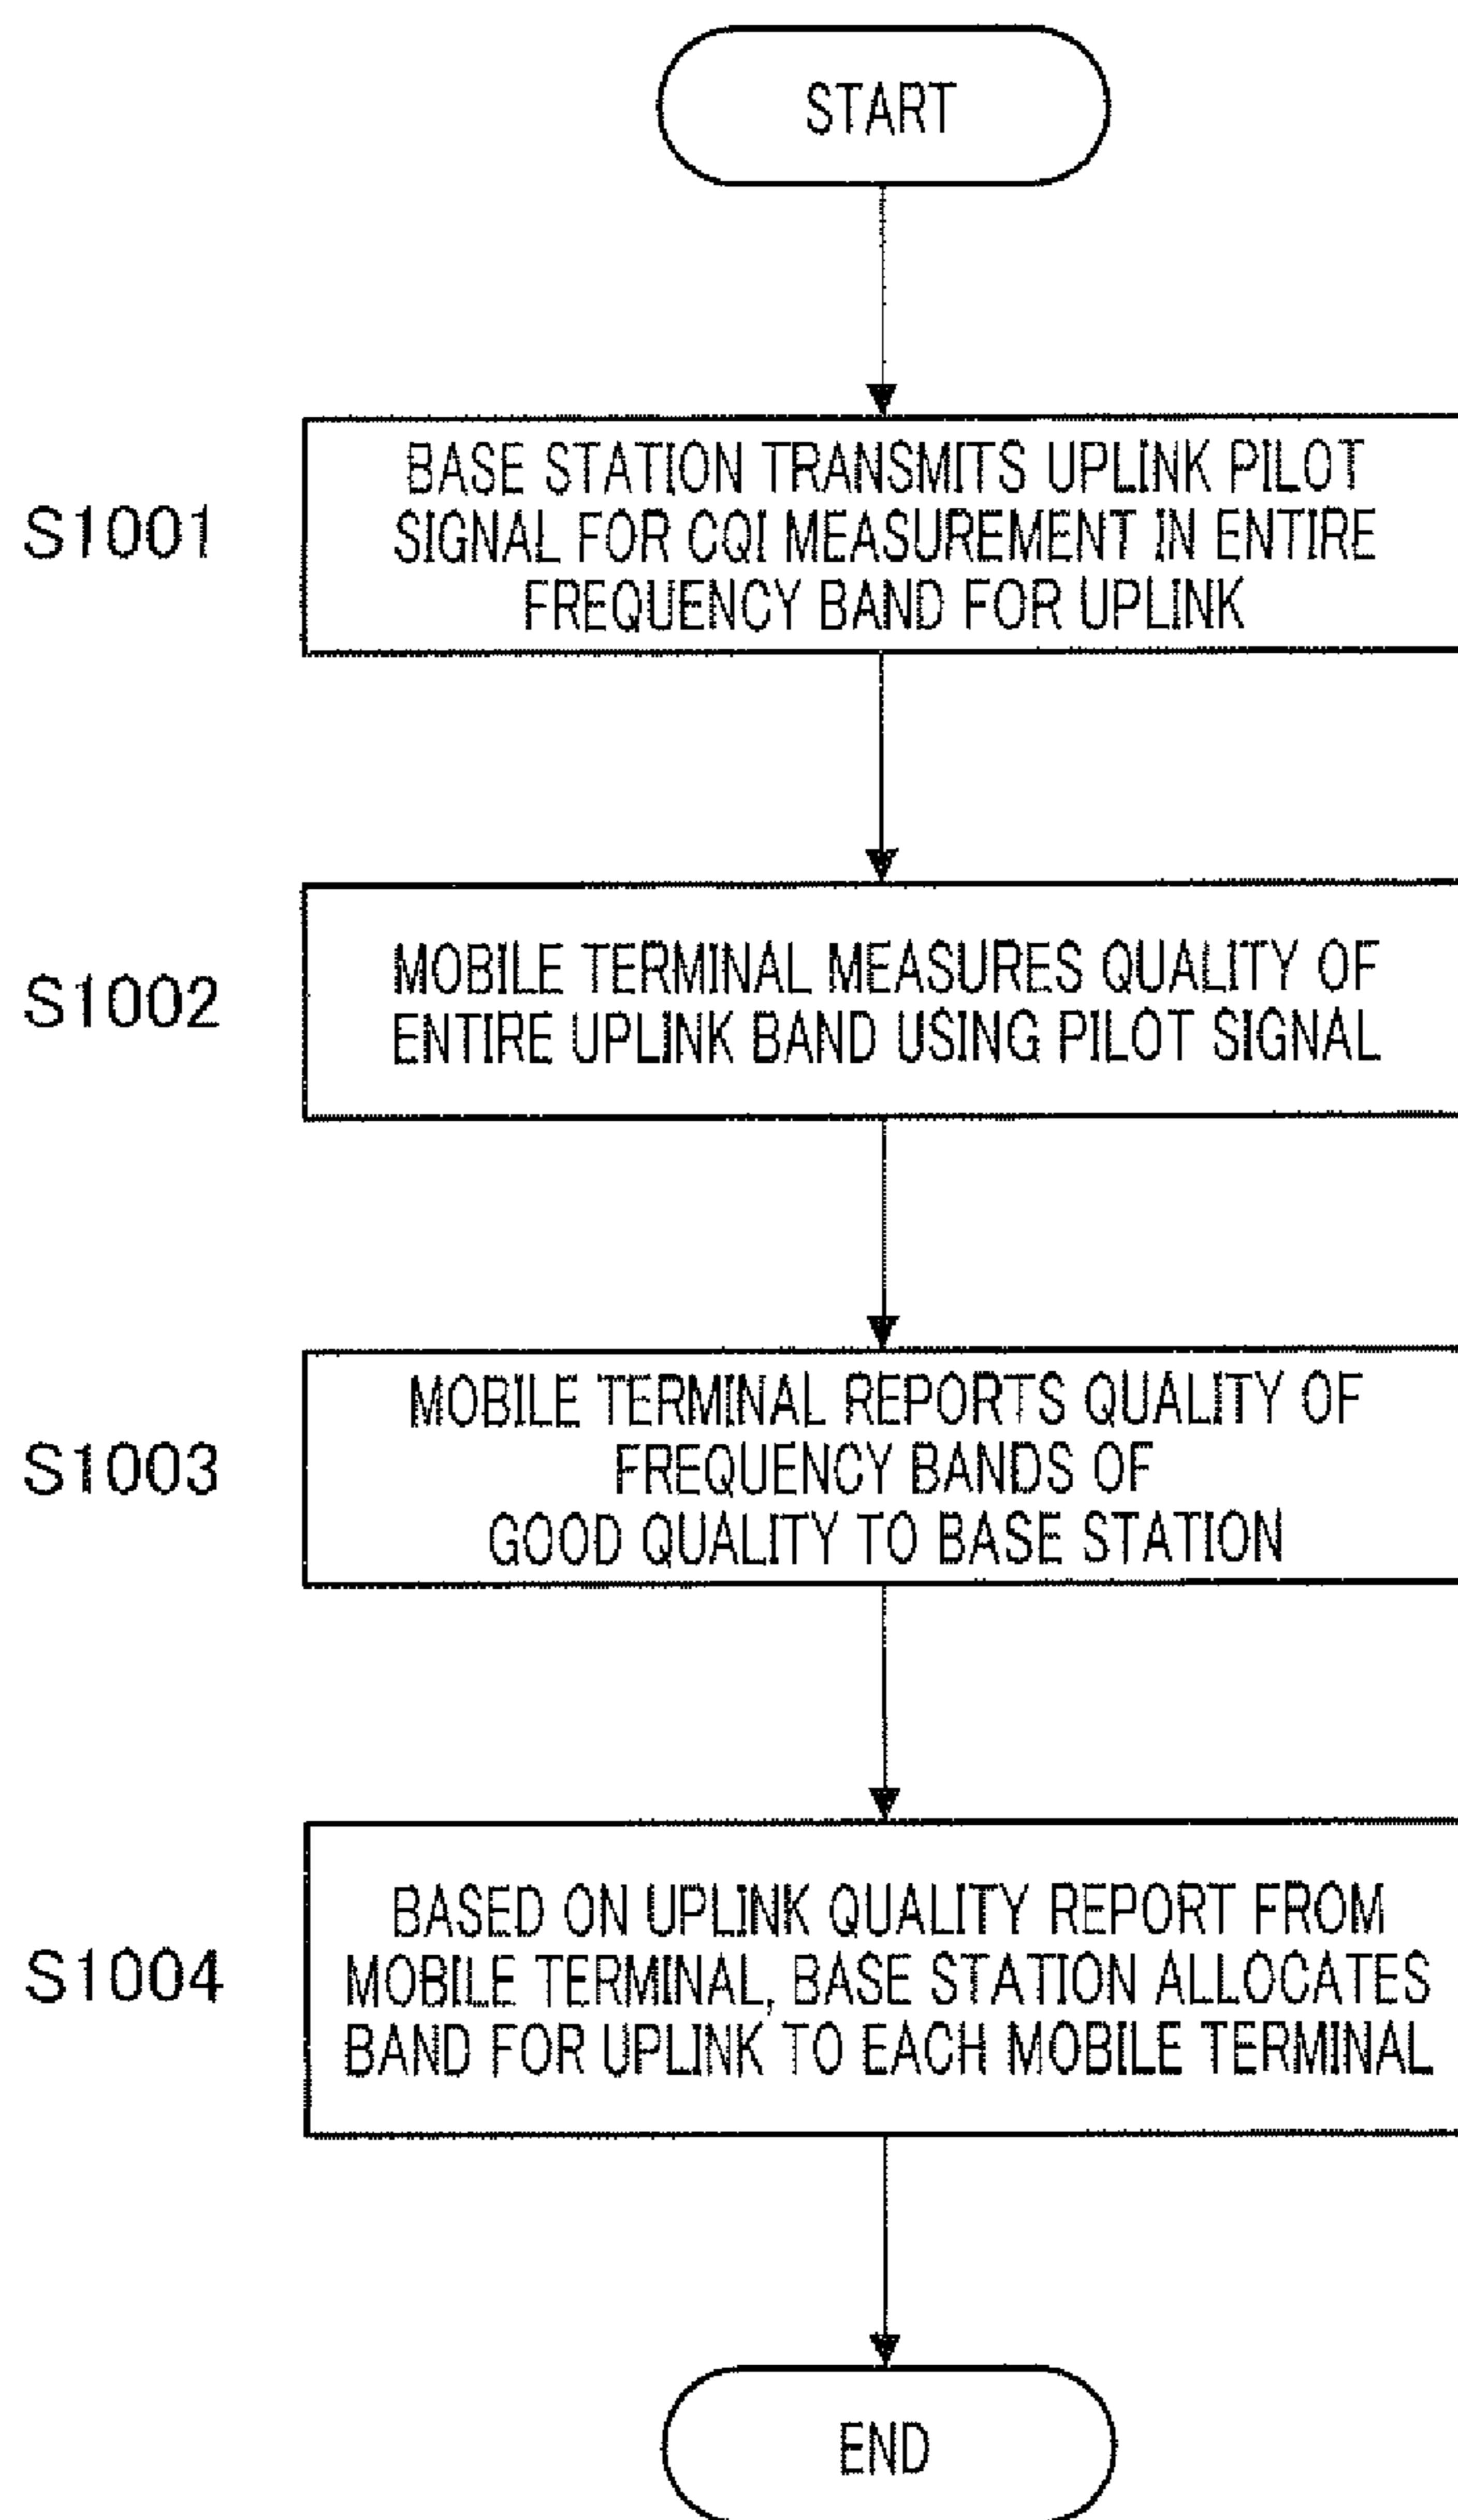 START
S1001
BASE STATION TRANSMITS UPLINK PILOT
SIGNAL FOR CQI MEASUREMENT IN ENTIRE
FREQUENCY BAND FOR UPLINK
S1002
MOBILE TERMINAL MEASURES QUALITY OF
ENTIRE UPLINK BAND USING PILOT SIGNAL
S1003
MOBILE TERMINAL REPORTS QUALITY OF
FREQUENCY BANDS OF
GOOD QUALITY TO BASE STATION
S1004
BASED ON UPLINK QUALITY REPORT FROM
MOBILE TERMINAL, BASE STATION ALLOCATES
BAND FOR UPLINK TO EACH MOBILE TERMINAL
END